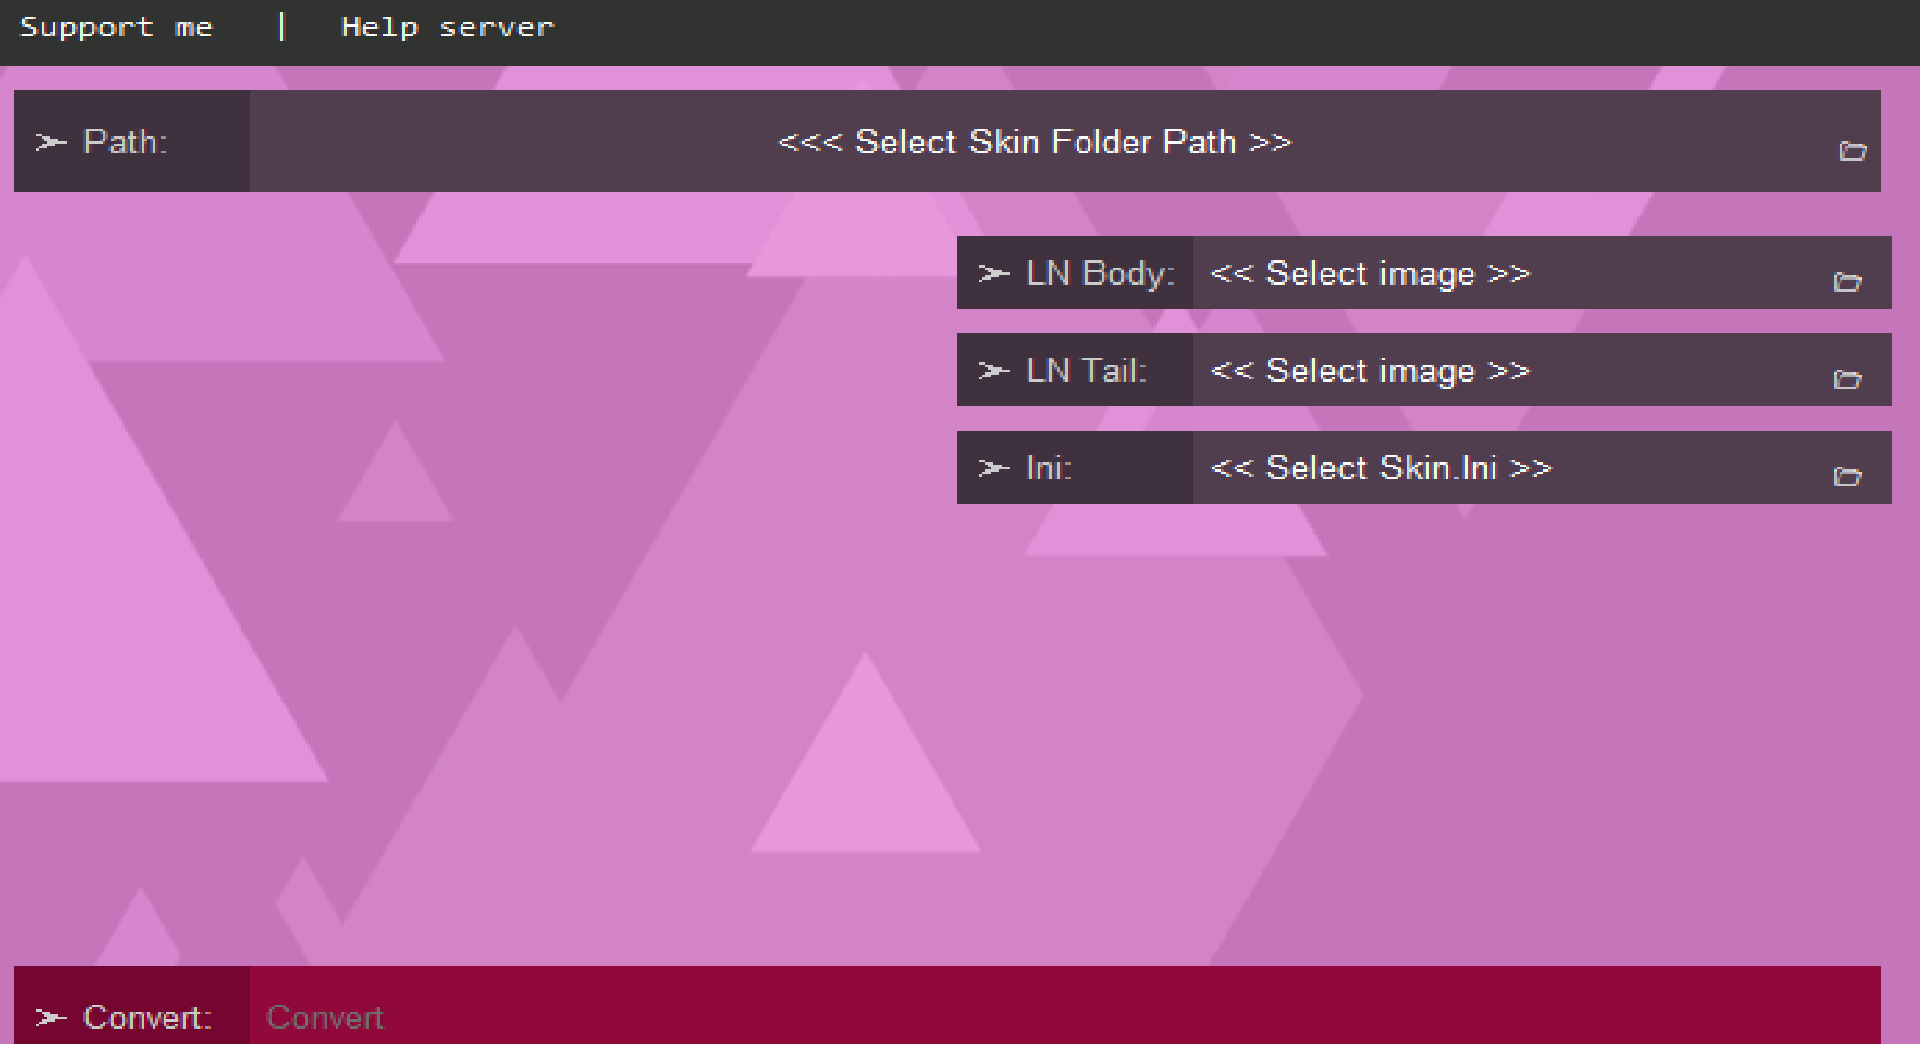 Support me | Help server
➢ Path: <<< Select Skin Folder Path >>
➢ LN Body: << Select image >>
➢ LN Tail: << Select image >>
➢ Ini: << Select Skin.Ini >>
➢ Convert: Convert